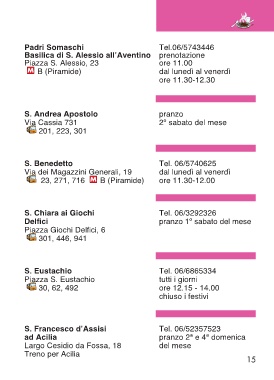 Padri Somaschi
Basilica di S. Alessio all'Aventino
Piazza S. Alessio, 23
M B (Piramide)
Tel.06/5743446
prenotazione
ore 11.00
dal lunedì al venerdì
ore 11.30-12.30
S. Andrea Apostolo
Via Cassia 731
201, 223, 301
pranzo
2° sabato del mese
S. Benedetto
Via dei Magazzini Generali, 19
23, 271, 716 M B (Piramide)
Tel. 06/5740625
dal lunedì al venerdì
ore 11.30-12.00
S. Chiara ai Giochi
Delfici
Piazza Giochi Delfici, 6
301, 446, 941
Tel. 06/3292326
pranzo 1° sabato del mese
S. Eustachio
Piazza S. Eustachio
30, 62, 492
Tel. 06/6865334
tutti i giorni
ore 12.15 - 14.00
chiuso i festivi
S. Francesco d'Assisi
ad Acilia
Largo Cesidio da Fossa, 18
Treno per Acilia
Tel. 06/52357523
pranzo 2ª e 4ª domenica
del mese
15